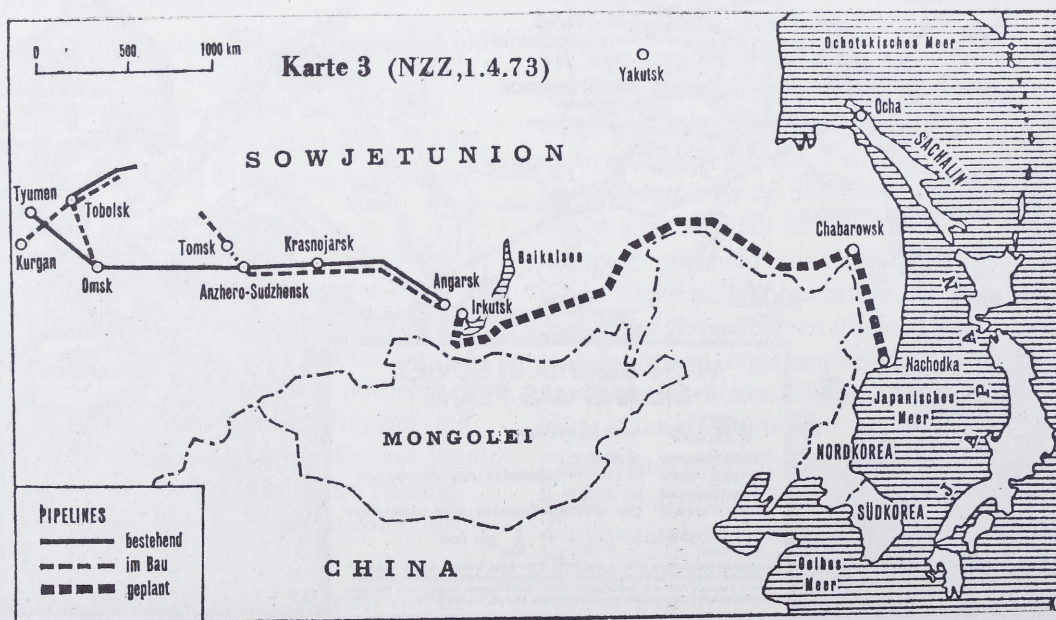 0 500 1000 km
Karte 3 (NZZ,1.4.73)
Yakutsk
Ochotskisches Meer
Ocha
SACHALIN
SOWJETUNION
Tyumen
Tobolsk
Kurgan
Omsk
Tomsk
Anzhero-Sudzhensk
Krasnojarsk
Angarsk
Irkutsk
Baikalsee
Chabarowsk
Nachodka
Japanisches
Meer
JAPAN
NORDKOREA
SÜDKOREA
Gelbes
Meer
MONGOLEI
CHINA
PIPELINES
bestehend
im Bau
geplant